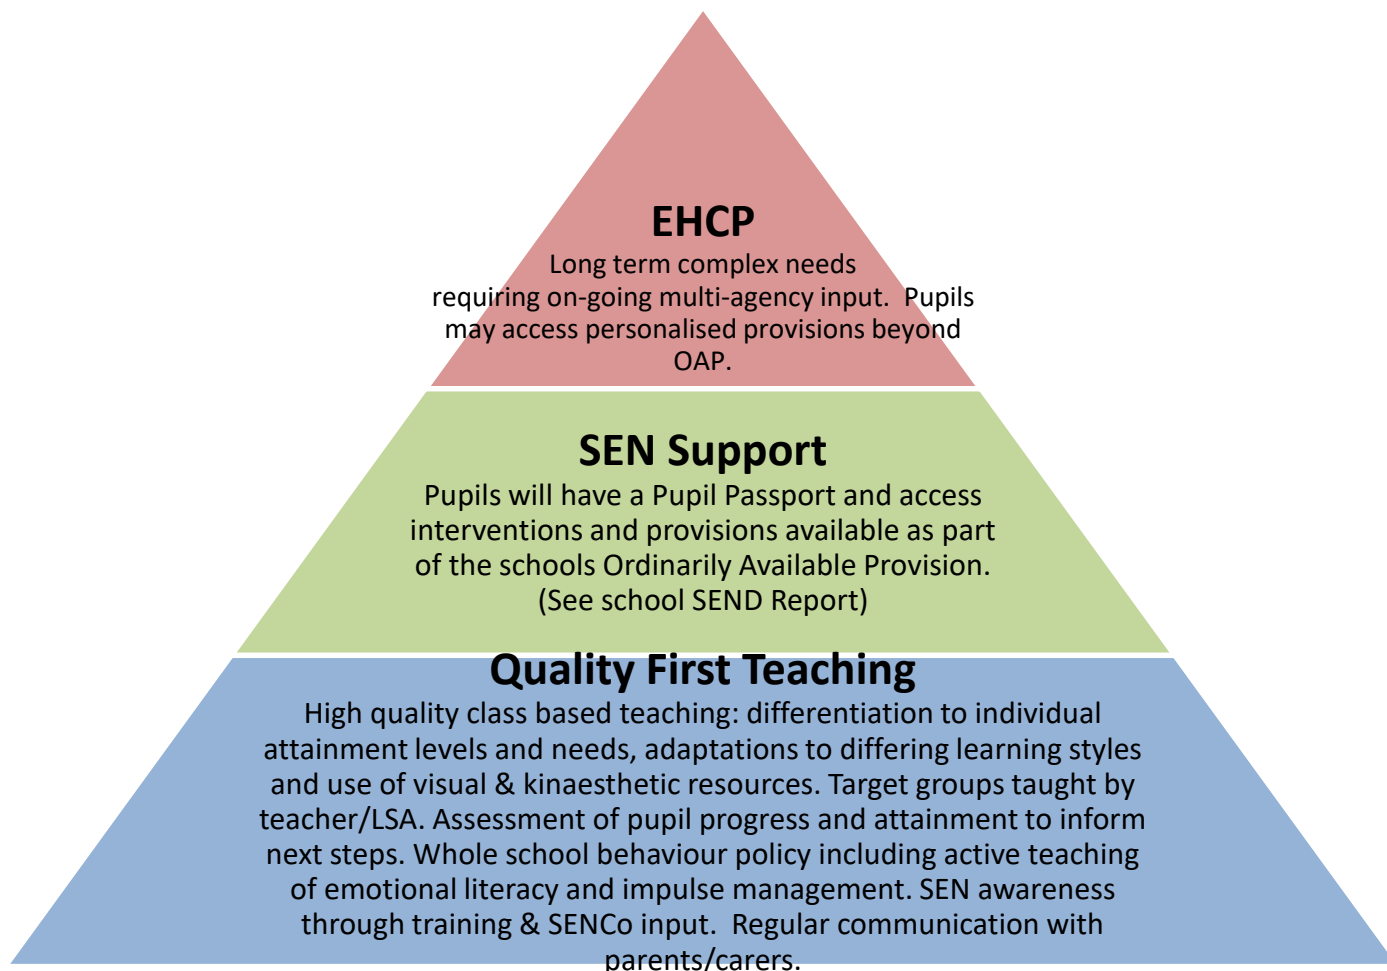 EHCP
Long term complex needs
requiring on-going multi-agency input.  Pupils
may access personalised provisions beyond
OAP.
SEN Support
Pupils will have a Pupil Passport and access
interventions and provisions available as part
of the schools Ordinarily Available Provision.
(See school SEND Report)
Quality First Teaching
High quality class based teaching: differentiation to individual
attainment levels and needs, adaptations to differing learning styles
and use of visual & kinaesthetic resources. Target groups taught by
teacher/LSA. Assessment of pupil progress and attainment to inform
next steps. Whole school behaviour policy including active teaching
of emotional literacy and impulse management. SEN awareness
through training & SENCo input.  Regular communication with
parents/carers.